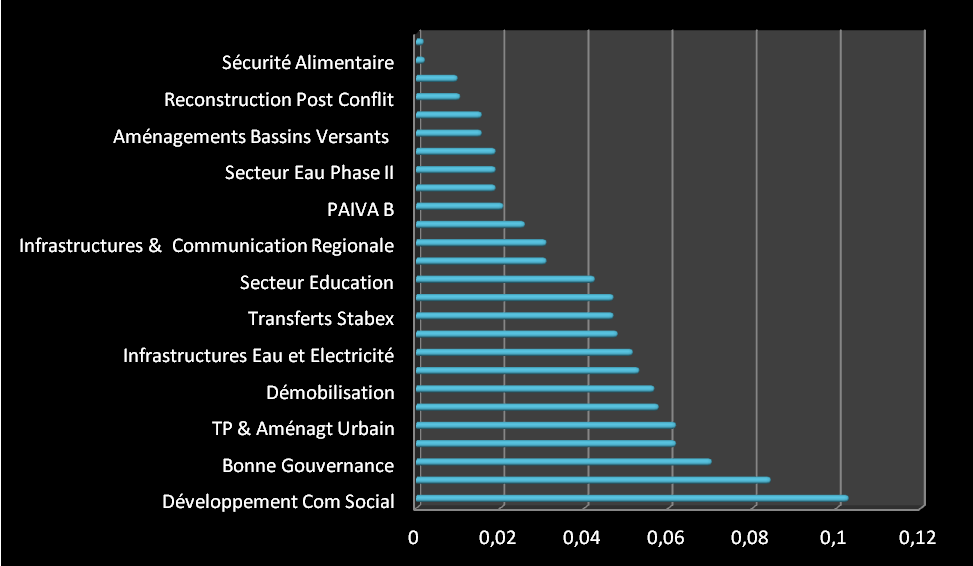 Sécurité Alimentaire
Reconstruction Post Conflit
Aménagements Bassins Versants
Secteur Eau Phase II
PAIVA B
Infrastructures & Communication Regionale
Secteur Education
Transferts Stabex
Infrastructures Eau et Electricité
Démobilisation
TP & Aménagt Urbain
Bonne Gouvernance
Développement Com Social
0 0,02 0,04 0,06 0,08 0,1 0,12